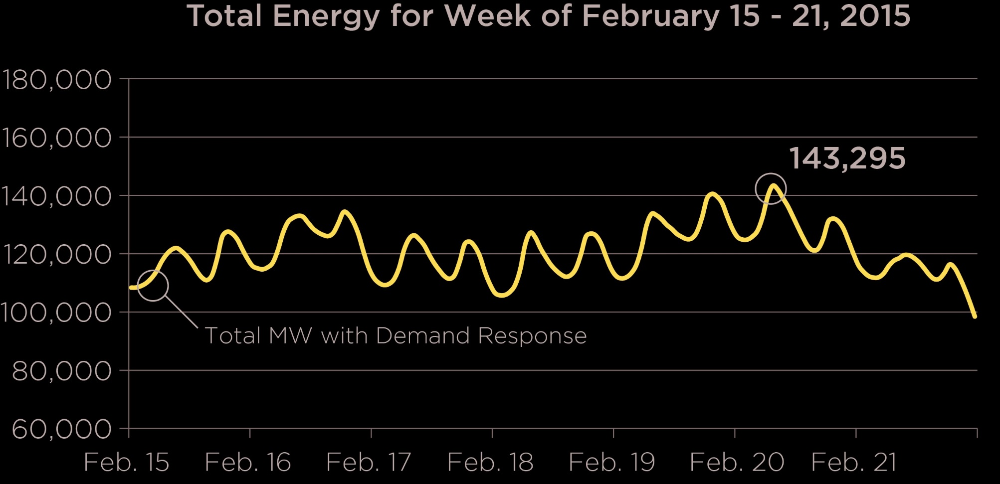 Total Energy for Week of February 15 - 21, 2015
180,000
160,000
143,295
140,000
120,000
100,000
Total MW with Demand Response
80,000
60,000
Feb. 15 Feb. 16 Feb. 17 Feb. 18 Feb. 19 Feb. 20 Feb. 21